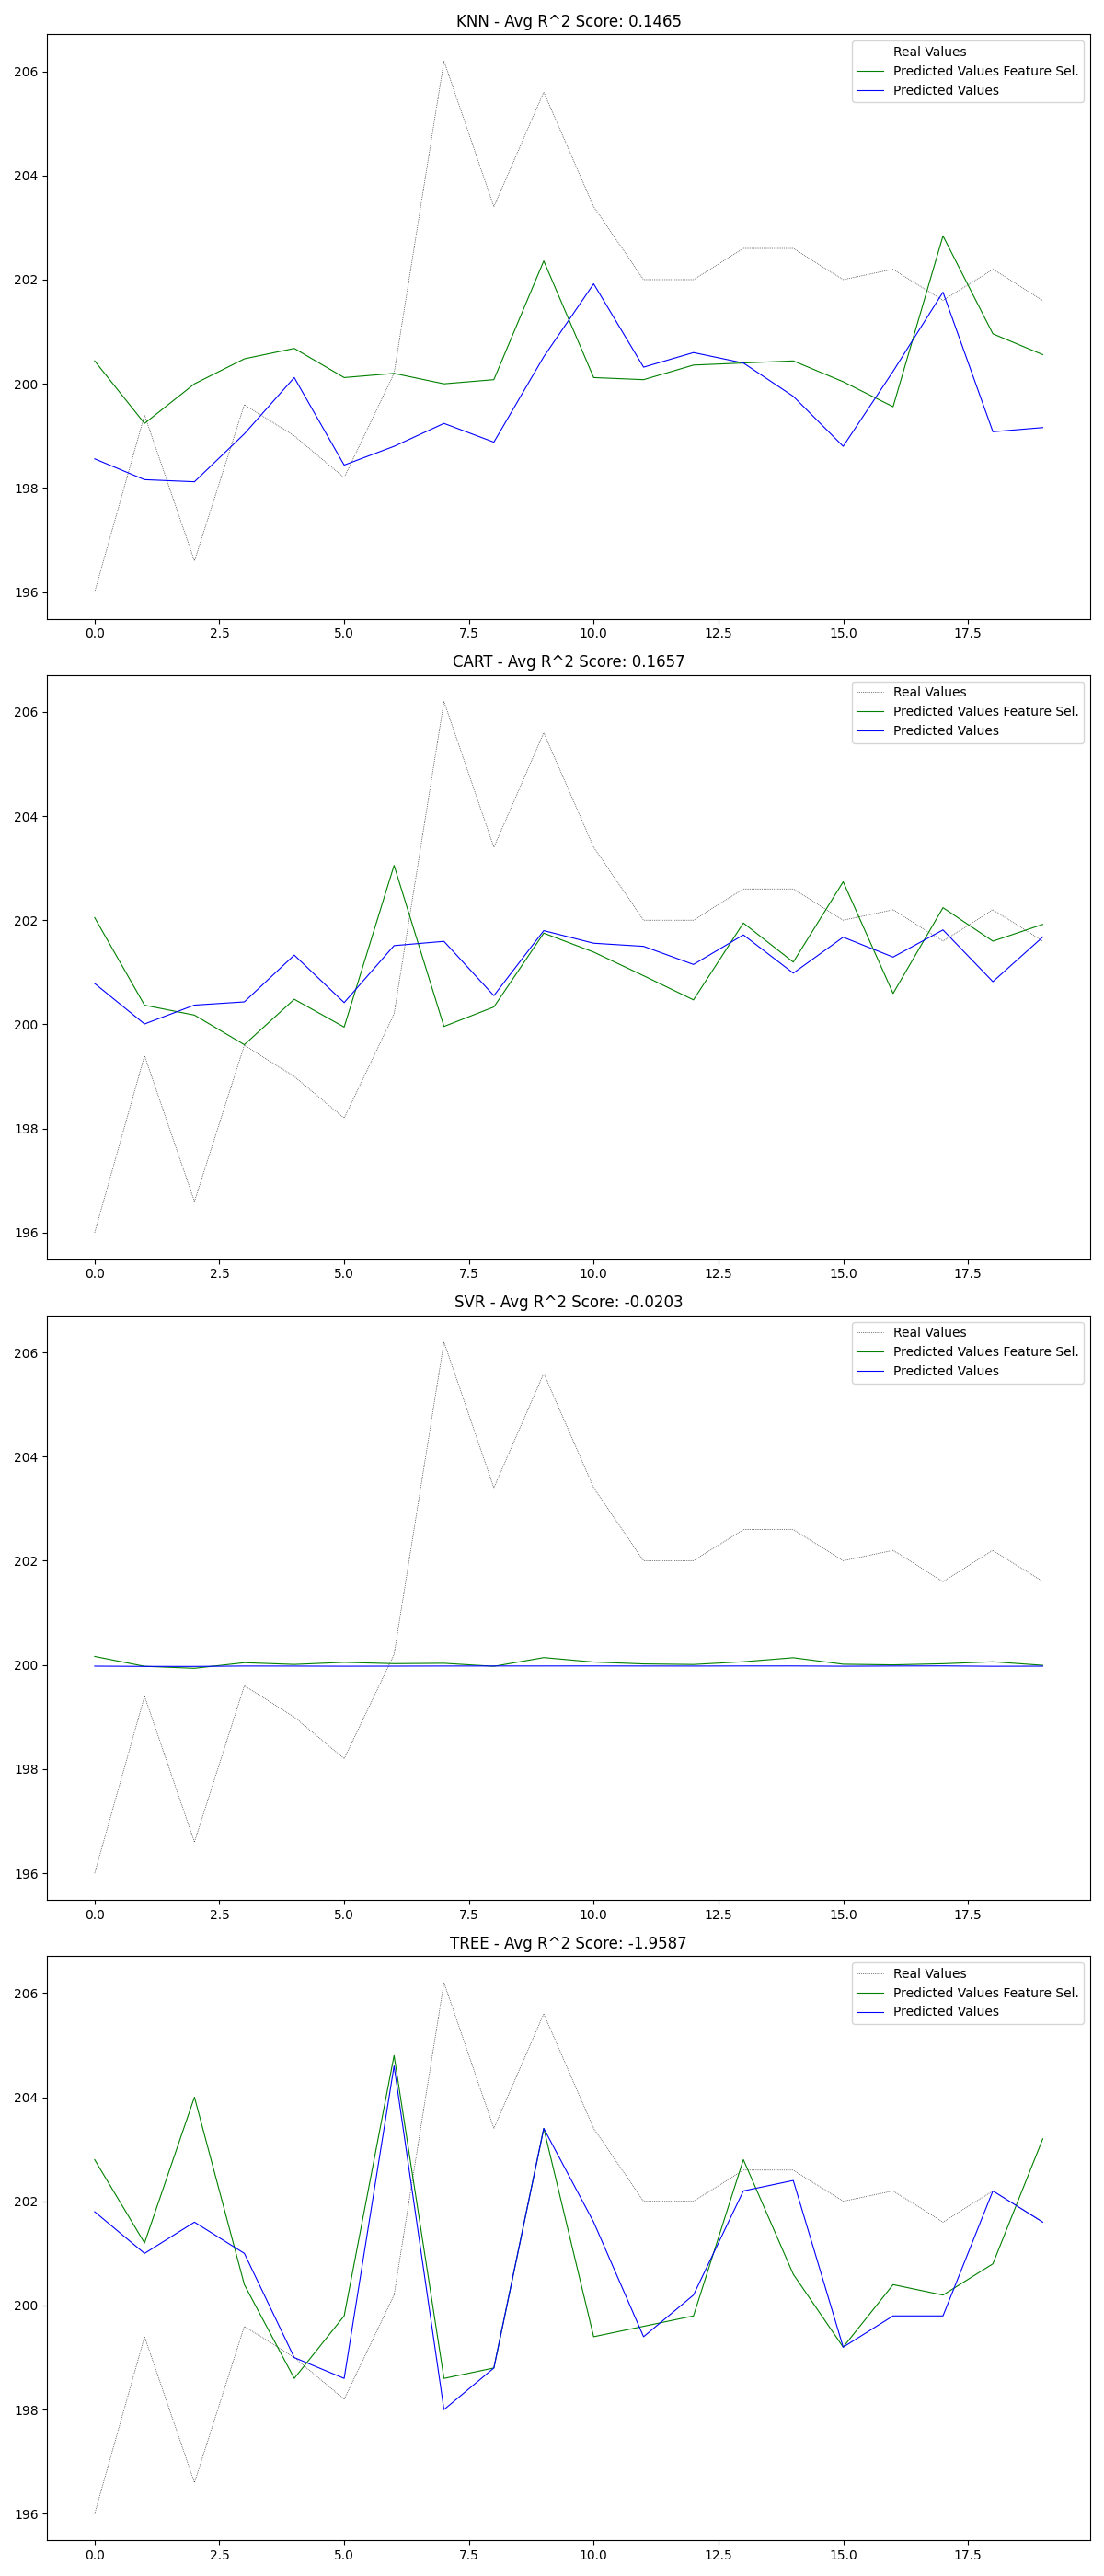 KNN - Avg R^2 Score: 0.1465
Real Values
Predicted Values Feature Sel.
Predicted Values
206
204
202
200
198
196
0.0 2.5 5.0 7.5 10.0 12.5 15.0 17.5
CART - Avg R^2 Score: 0.1657
Real Values
Predicted Values Feature Sel.
Predicted Values
206
204
202
200
198
196
0.0 2.5 5.0 7.5 10.0 12.5 15.0 17.5
SVR - Avg R^2 Score: -0.0203
Real Values
Predicted Values Feature Sel.
Predicted Values
206
204
202
200
198
196
0.0 2.5 5.0 7.5 10.0 12.5 15.0 17.5
TREE - Avg R^2 Score: -1.9587
Real Values
Predicted Values Feature Sel.
Predicted Values
206
204
202
200
198
196
0.0 2.5 5.0 7.5 10.0 12.5 15.0 17.5